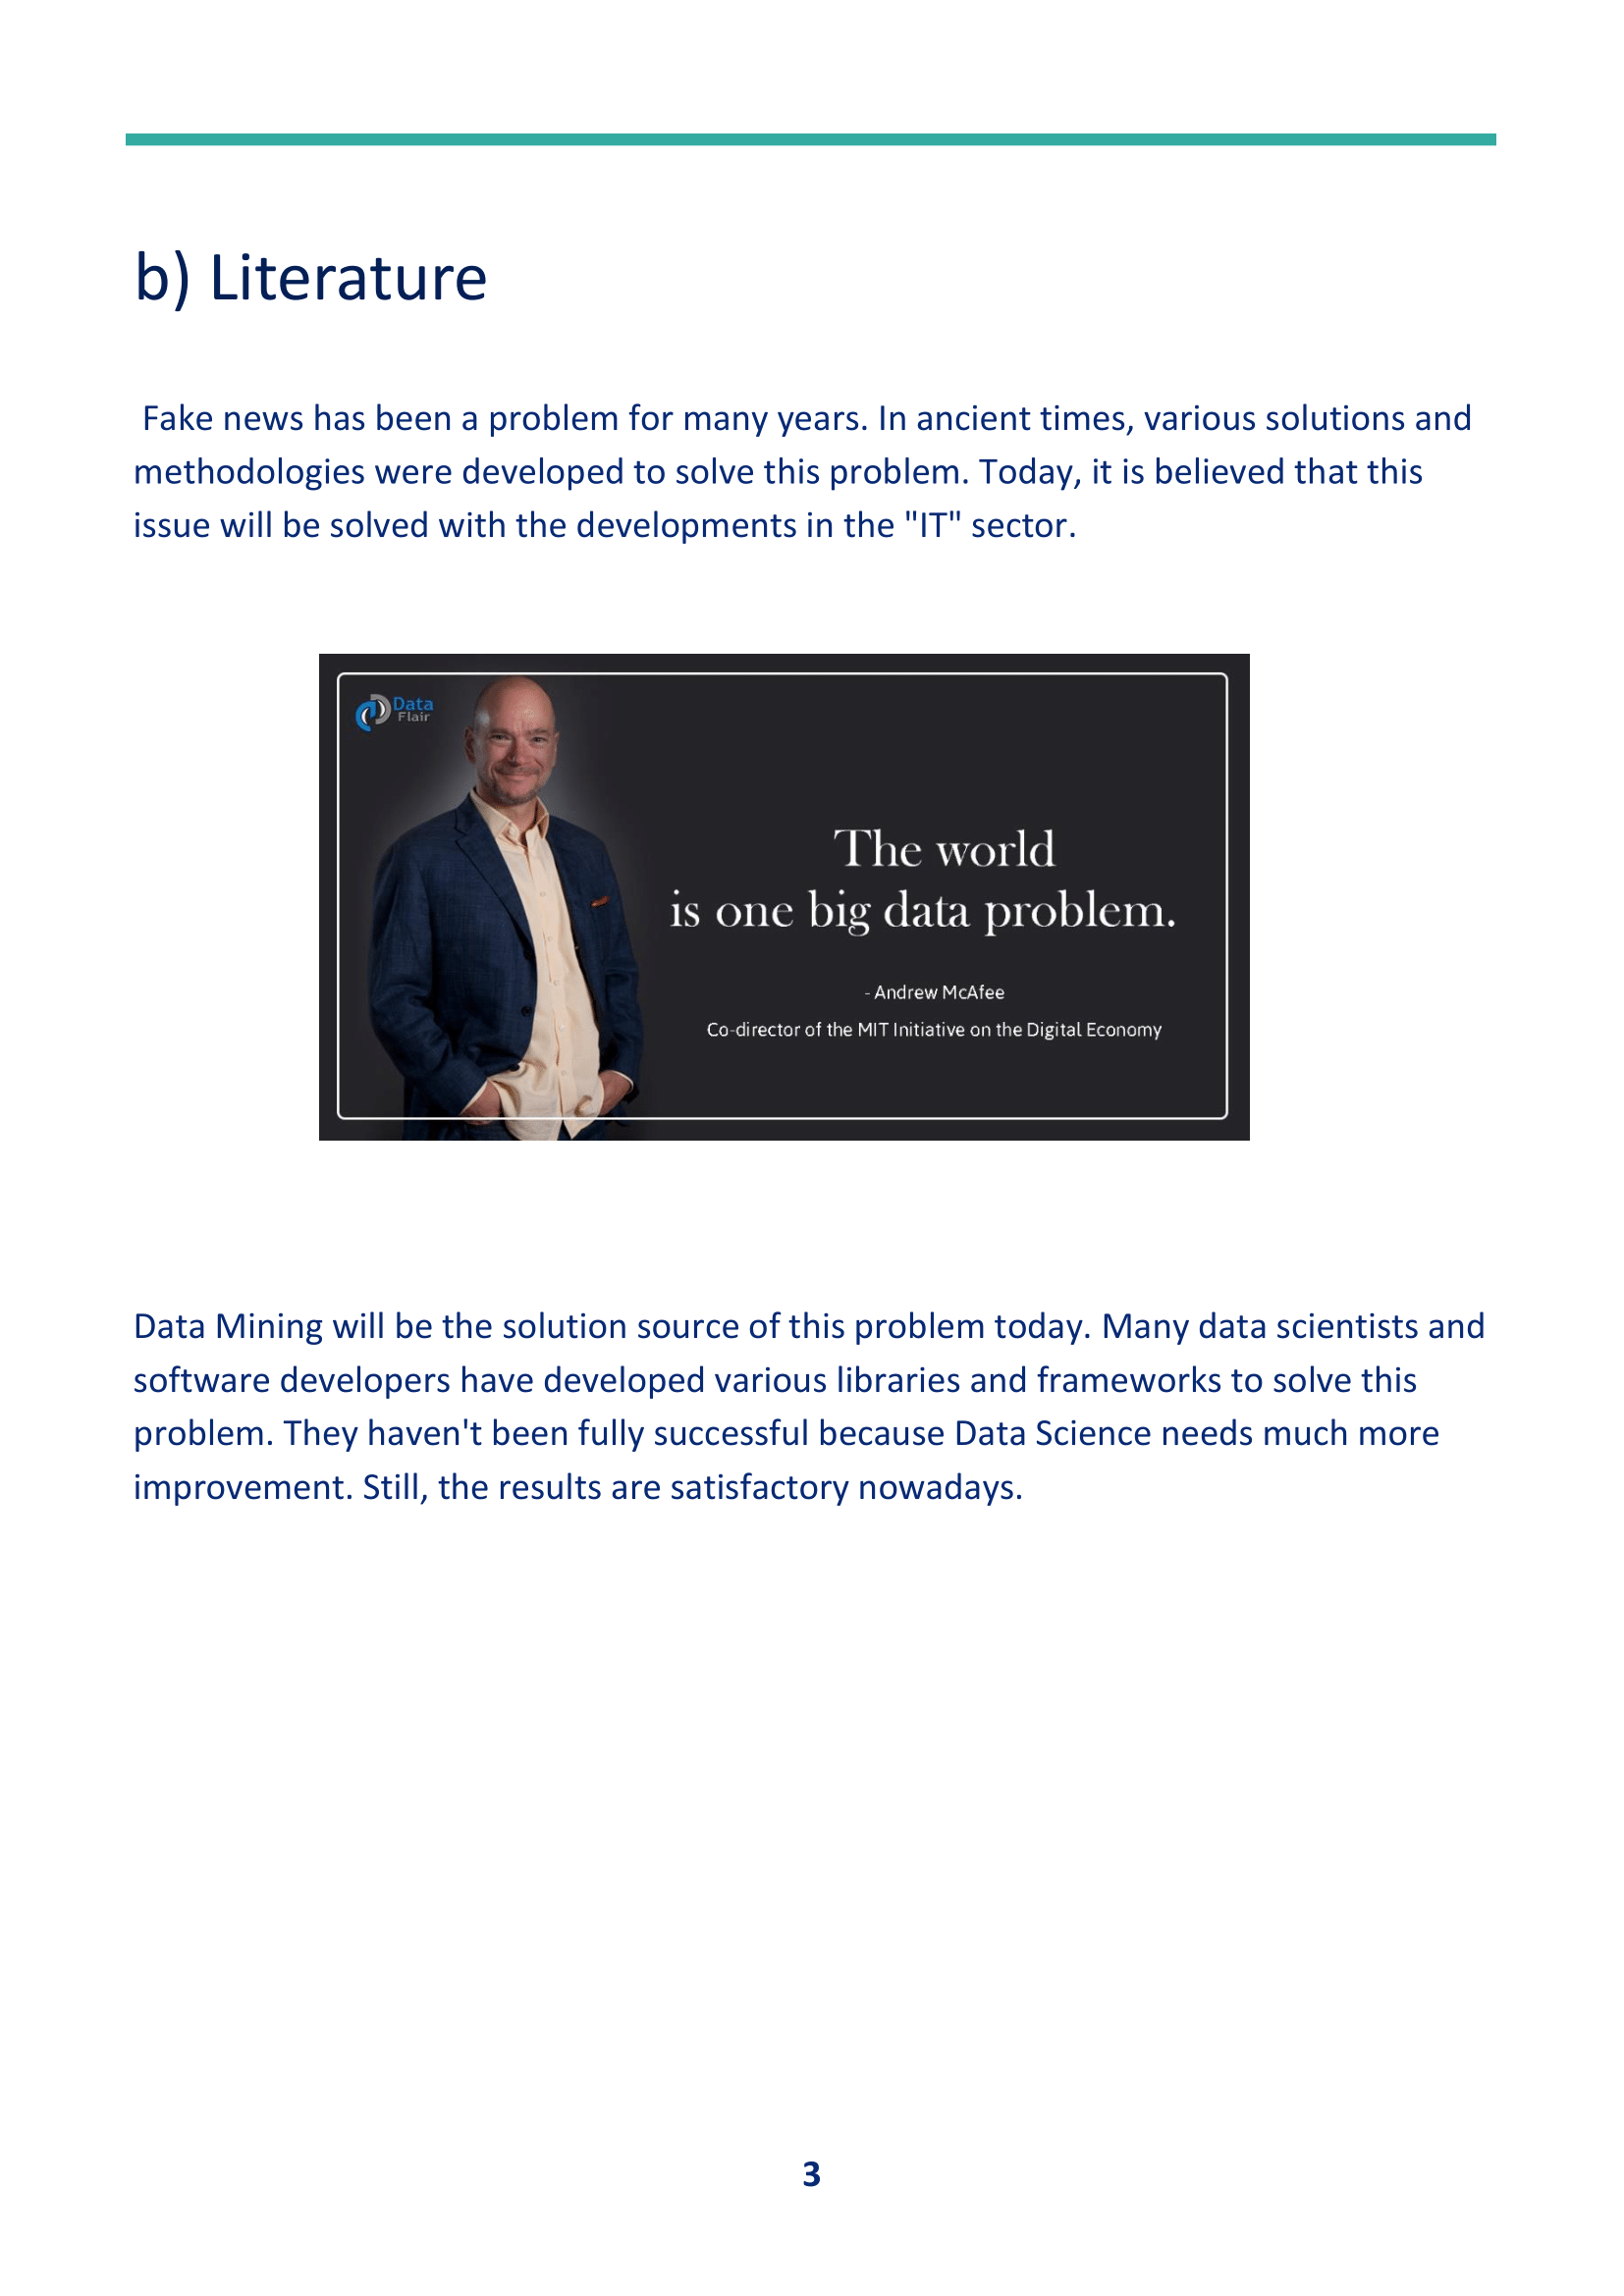 b) Literature
Fake news has been a problem for many years. In ancient times, various solutions and
methodologies were developed to solve this problem. Today, it is believed that this
issue will be solved with the developments in the "IT" sector.
Data
Flair
The world
is one big data problem.
- Andrew McAfee
Co-director of the MIT Initiative on the Digital Economy
Data Mining will be the solution source of this problem today. Many data scientists and
software developers have developed various libraries and frameworks to solve this
problem. They haven't been fully successful because Data Science needs much more
improvement. Still, the results are satisfactory nowadays.
3